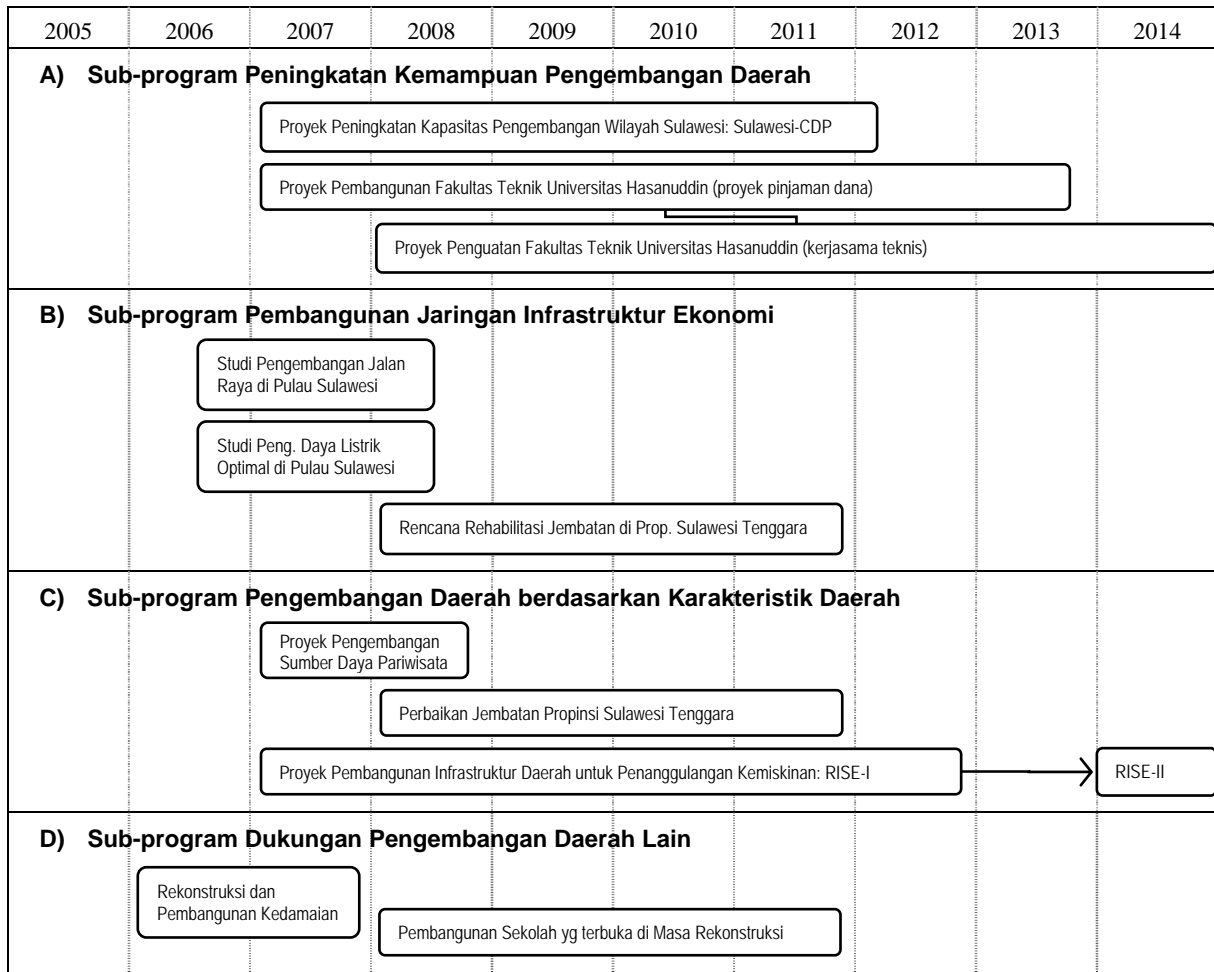 2005 2006 2007 2008 2009 2010 2011 2012 2013 2014
A) Sub-program Peningkatan Kemampuan Pengembangan Daerah
Proyek Peningkatan Kapasitas Pengembangan Wilayah Sulawesi: Sulawesi-CDP
Proyek Pembangunan Fakultas Teknik Universitas Hasanuddin (proyek pinjaman dana)
Proyek Penguatan Fakultas Teknik Universitas Hasanuddin (kerjasama teknis)
B) Sub-program Pembangunan Jaringan Infrastruktur Ekonomi
Studi Pengembangan Jalan
Raya di Pulau Sulawesi
Studi Peng. Daya Listrik
Optimal di Pulau Sulawesi
Rencana Rehabilitasi Jembatan di Prop. Sulawesi Tenggara
C) Sub-program Pengembangan Daerah berdasarkan Karakteristik Daerah
Proyek Pengembangan
Sumber Daya Pariwisata
Perbaikan Jembatan Propinsi Sulawesi Tenggara
Proyek Pembangunan Infrastruktur Daerah untuk Penanggulangan Kemiskinan: RISE-I
RISE-II
D) Sub-program Dukungan Pengembangan Daerah Lain
Rekonstruksi dan
Pembangunan Kedamaian
Pembangunan Sekolah yg terbuka di Masa Rekonstruksi